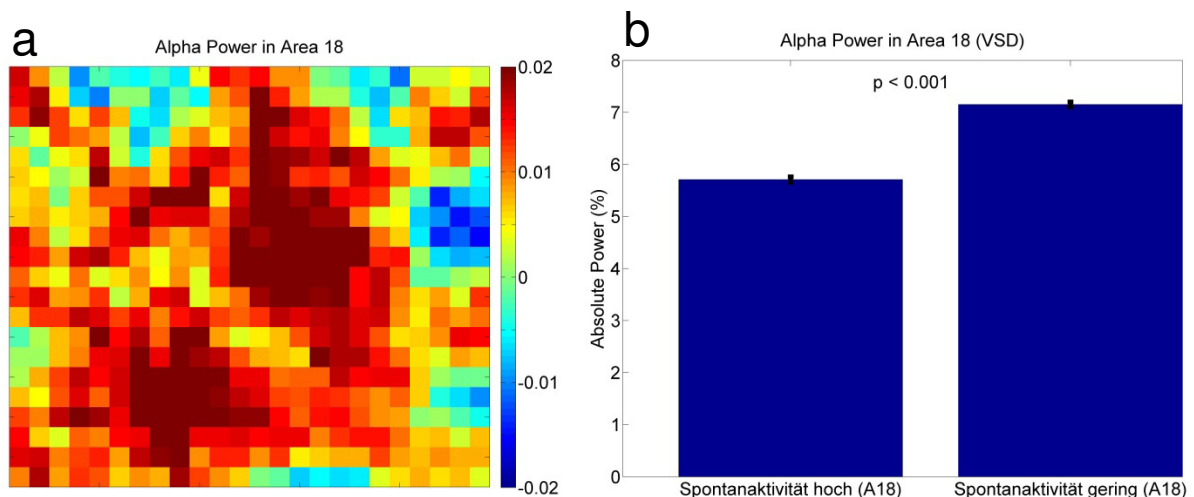 a
Alpha Power in Area 18
0.02
0.01
0
-0.01
-0.02
b
Alpha Power in Area 18 (VSD)
p < 0.001
Absolute Power (%)
8
7
6
5
4
3
2
1
0
Spontanaktivität hoch (A18)
Spontanaktivität gering (A18)